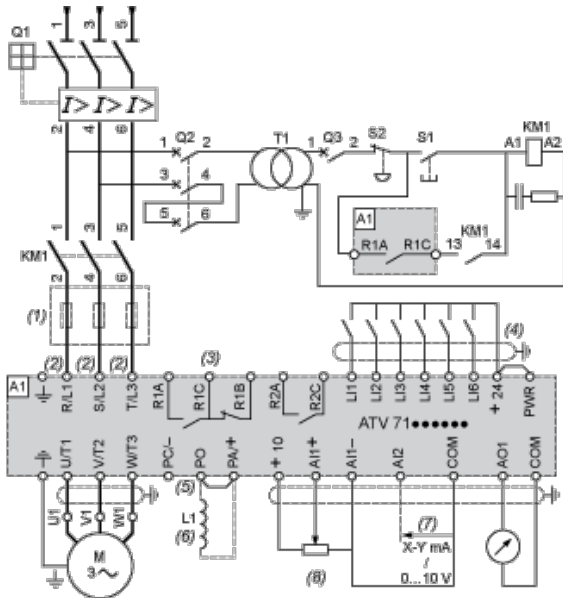 Q1
1
3
5
I> I> I>
2
4
6
1 Q2 2
3 4
5 6
T1
1 Q3 2
S2
S1
A1 KM1 A2
A1
R1A R1C
13 KM1 14
KM1
1
3
5
2
4
6
(1)
(2) (2) (2)
(3)
(4)
A1
R/L1
S/L2
T/L3
R1A
R1C
R1B
R2A
R2C
LI1
LI2
LI3
LI4
LI5
LI6
+ 24
PWR
ATV 71••••••
U/T1
V/T2
W/T3
PC/-
PO
PA/+
+ 10
AI1+
AI1-
AI2
COM
AO1
COM
U1
V1
W1
M
3~
(5)
L1
(6)
(7)
X-Y mA
/
0...10 V
(8)